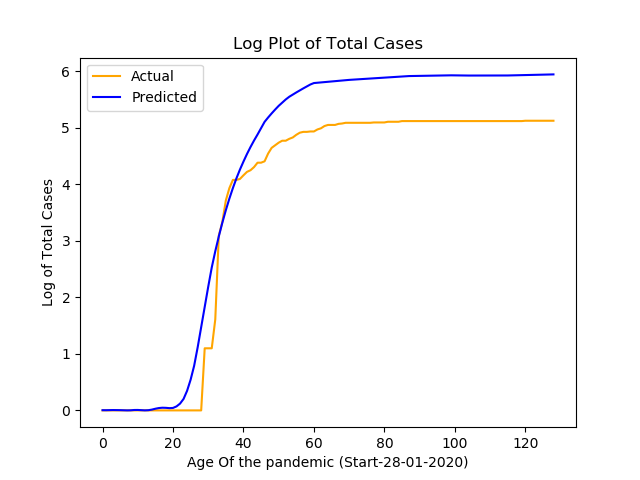 Log Plot of Total Cases
Actual
Predicted
Log of Total Cases
6
5
4
3
2
1
0
0 20 40 60 80 100 120
Age Of the pandemic (Start-28-01-2020)